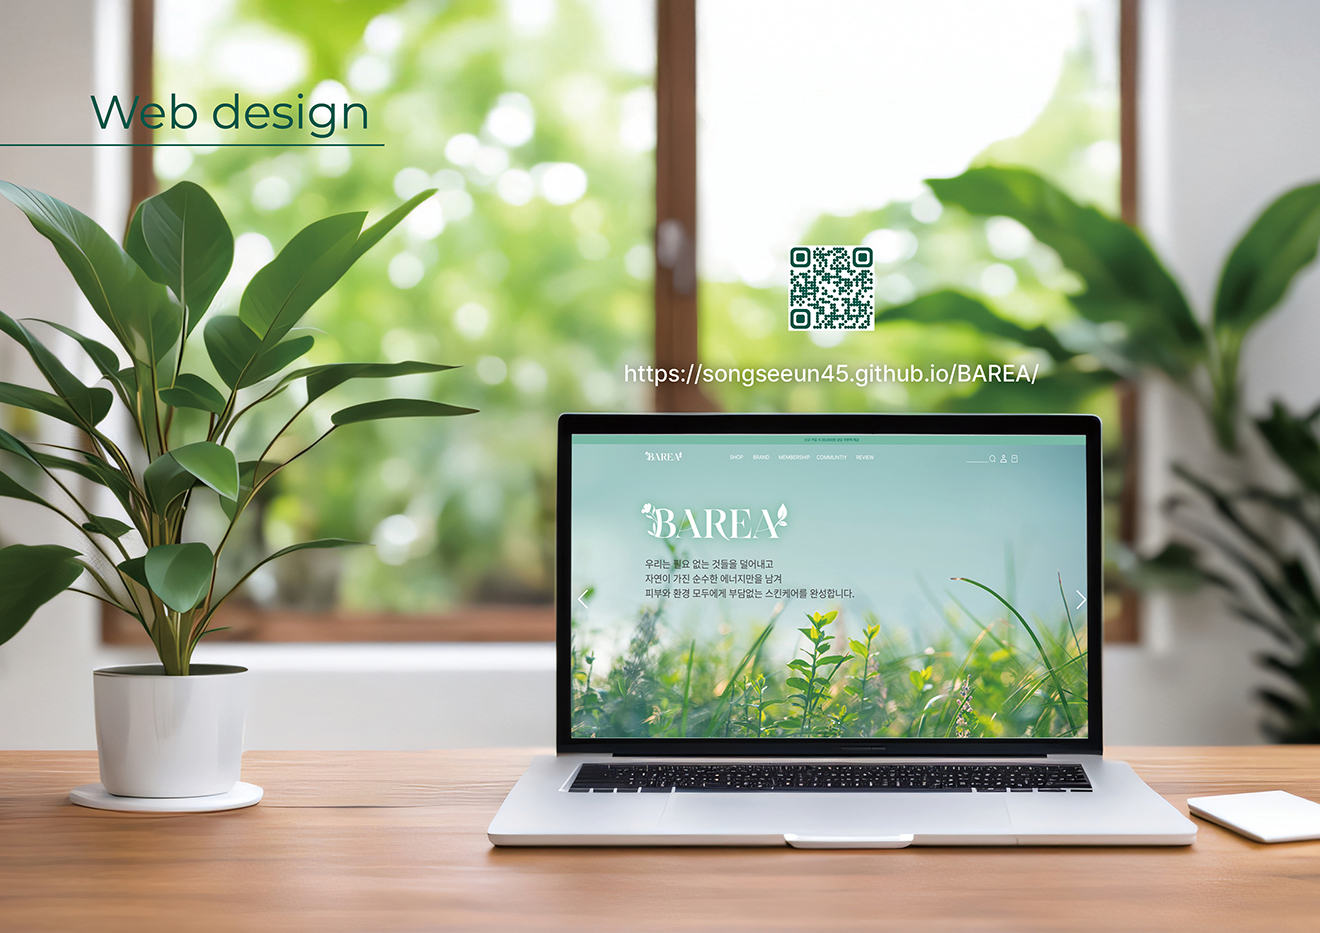 Web design
https://songseeun45.github.io/BAREA/
BAREA
SHOP BRAND MEMBERSHIP COMMUNITIY REVIEW
BAREA
우리는 필요 없는 것들을 덜어내고
자연이 가진 순수한 에너지만을 남겨
피부와 환경 모두에게 부담없는 스킨케어를 완성합니다.